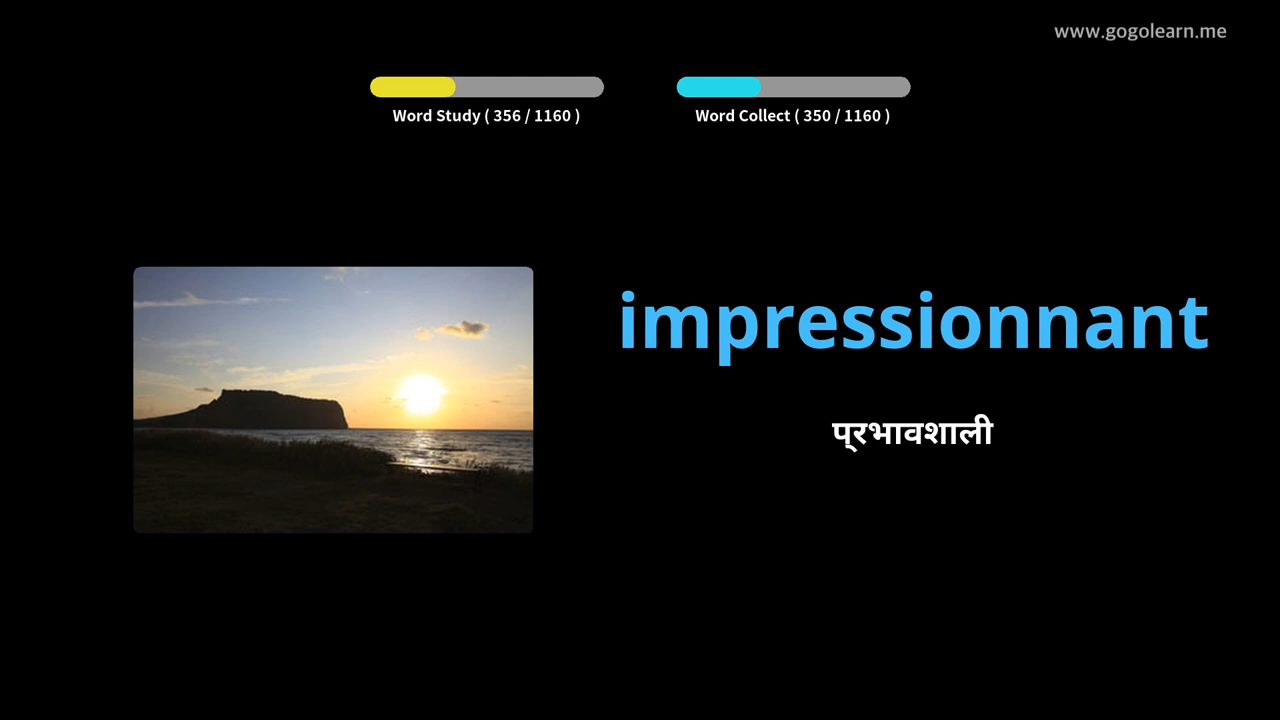 www.gogolearn.me
Word Study ( 356 / 1160 )
Word Collect ( 350 / 1160 )
impressionnant
प्रभावशाली